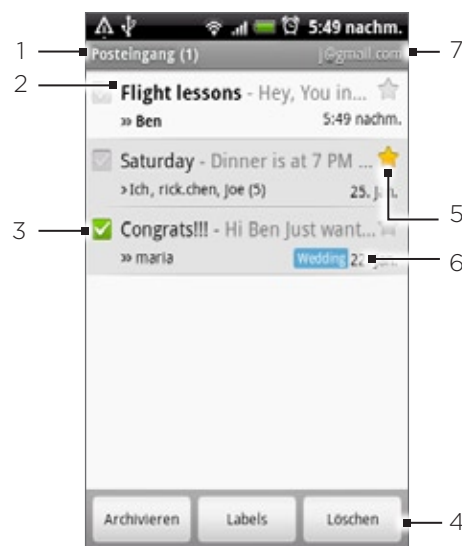 5:49 nachm.
1 Posteingang (1) j@gmail.com 7
2 Flight lessons - Hey, You in...
» Ben 5:49 nachm.
Saturday - Dinner is at 7 PM ...
›Ich, rick.chen, Joe (5) 25. 5
3 Congrats!!! - Hi Ben Just want...
» maria Wedding 6
Archivieren Labels Löschen 4